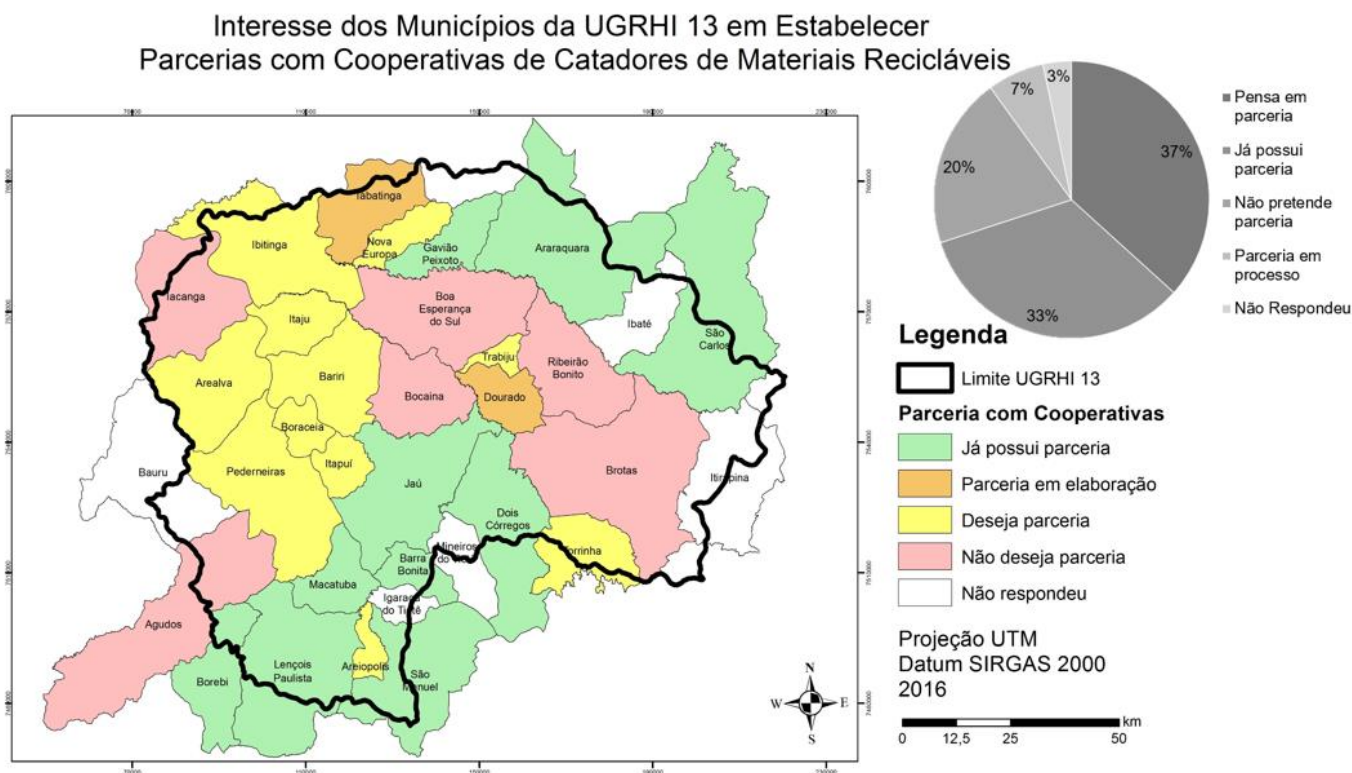 Interesse dos Municípios da UGRHI 13 em Estabelecer
Parcerias com Cooperativas de Catadores de Materiais Recicláveis
Tabatinga
Ibitinga
Nova
Europa
Gavião
Peixoto
Araraquara
Iacanga
Boa
Esperança
do Sul
Itaju
Ibaté
São
Carlos
Trabiju
Ribeirão
Bonito
Arealva
Bariri
Bocaina
Dourado
Boraceia
Bauru
Pederneiras
Itapuí
Jaú
Brotas
Itirapina
Dois
Córregos
Mineiros
Torrinha
Barra
Bonita
Macatuba
Igaraçu
do Tietê
Agudos
Borebi
Lençois
Paulista
Areiopolis
São
Manuel
N
W
E
S
3%
7%
20%
37%
33%
Pensa em
parceria
Já possui
parceria
Não pretende
parceria
Parceria em
processo
Não Respondeu
Legenda
Limite UGRHI 13
Parceria com Cooperativas
Já possui parceria
Parceria em elaboração
Deseja parceria
Não deseja parceria
Não respondeu
Projeção UTM
Datum SIRGAS 2000
2016
km
0 12,5 25 50